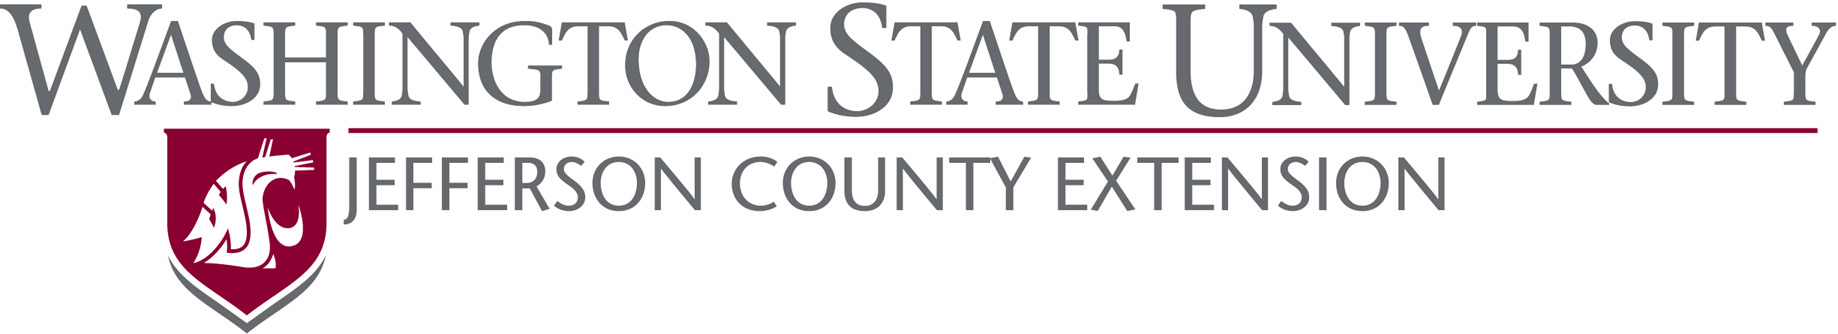 WASHINGTON STATE UNIVERSITY
JEFFERSON COUNTY EXTENSION